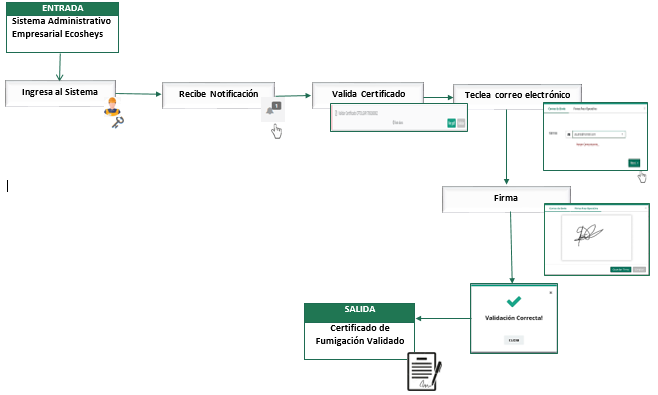 ENTRADA
Sistema Administrativo
Empresarial Ecosheys
Ingresa al Sistema
Recibe Notificación
1
Valida Certificado
Teclea correo electrónico
Firma
Validación Correcta!
SALIDA
Certificado de
Fumigación Validado